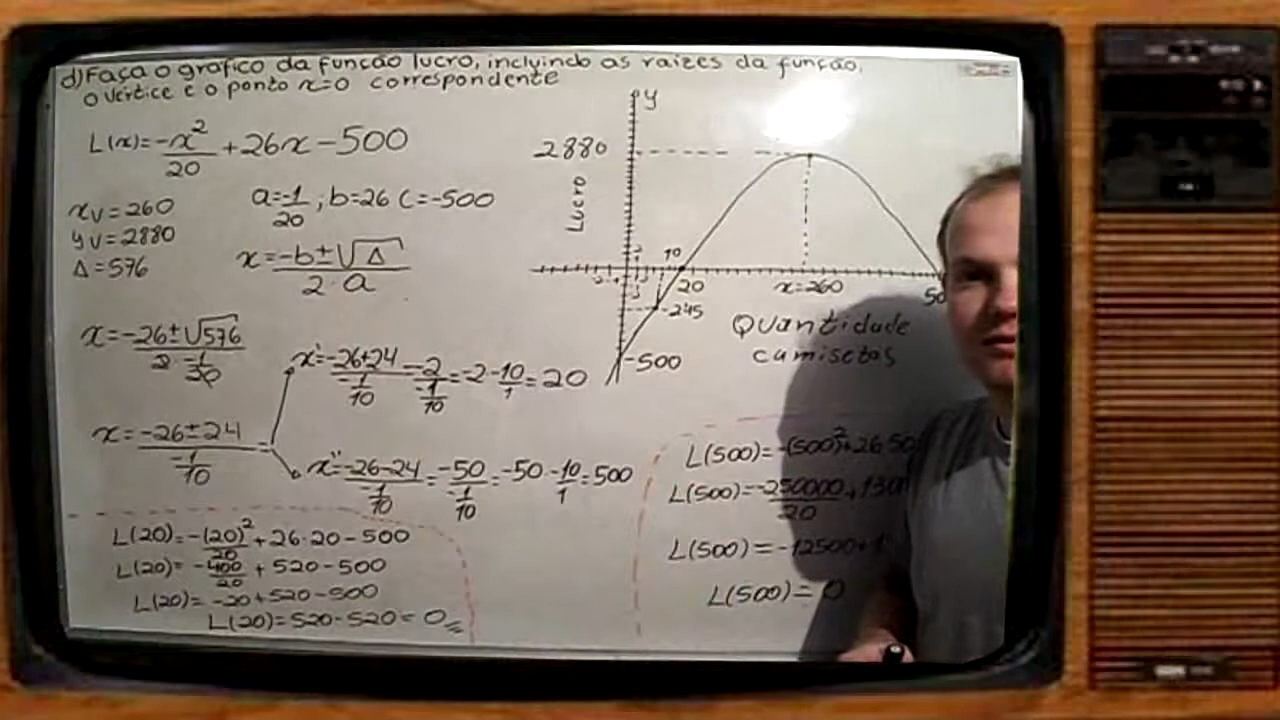 d) Faça o gráfico da função lucro, incluindo as raízes da função,
o vértice e o ponto x=0 correspondente
L(x)=-x²/20+26x-500
xv=260
yv=2880
Δ=576
a=-1/20; b=26 c=-500
x=-b±√Δ/2·a
x=-26±√576/2·-1/20
x=-26±24/-1/10=
x'=-26+24/-1/10=-2/-1/10=-2·-10/1=20
x''=-26-24/-1/10=-50/-1/10=-50·-10/1=500
L(20)=-(20)²/20+26·20-500
L(20)=-400/20+520-500
L(20)=-20+520-500
L(20)=520-520=0
y
2880
Lucro
10
20
x=260
50
-245
-500
Quantidade
camisetas
L(500)=-(500)²+26·50
L(500)=-250000/20+130
L(500)=-12500+1
L(500)=0